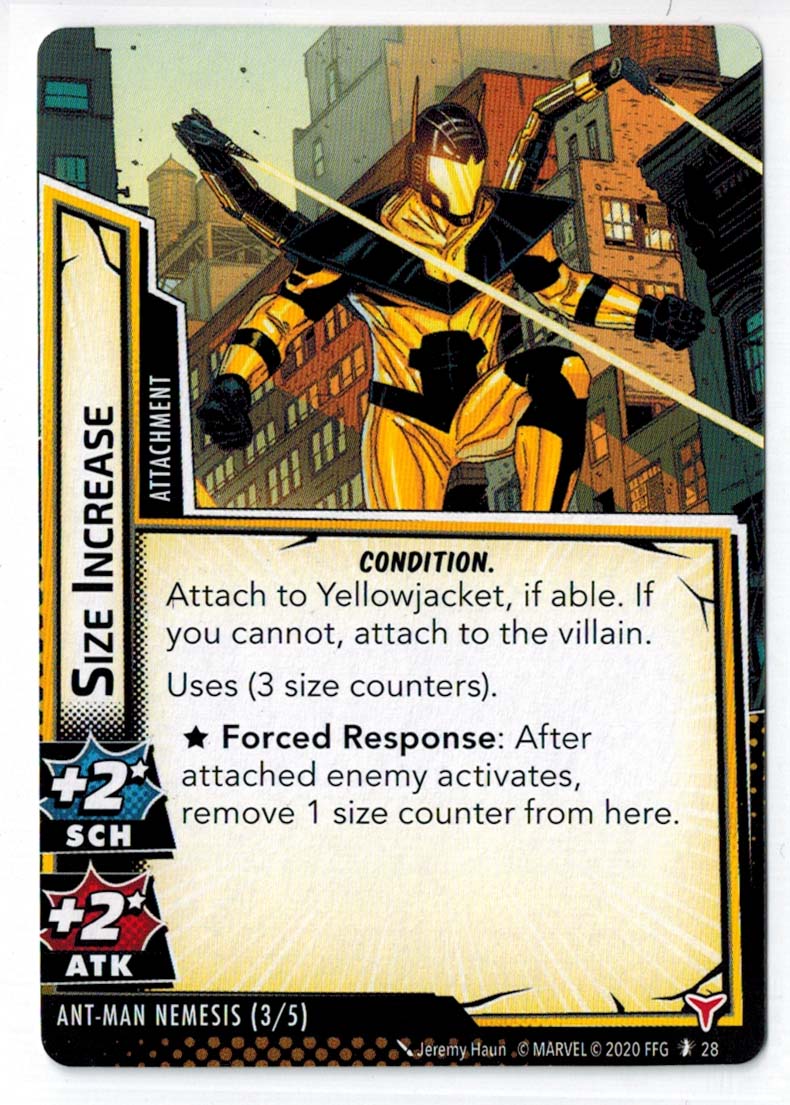 SIZE INCREASE
ATTACHMENT
CONDITION.
Attach to Yellowjacket, if able. If
you cannot, attach to the villain.
Uses (3 size counters).
★ Forced Response: After
attached enemy activates,
remove 1 size counter from here.
+2★
SCH
+2★
ATK
ANT-MAN NEMESIS (3/5)
Jeremy Haun © MARVEL © 2020 FFG 28